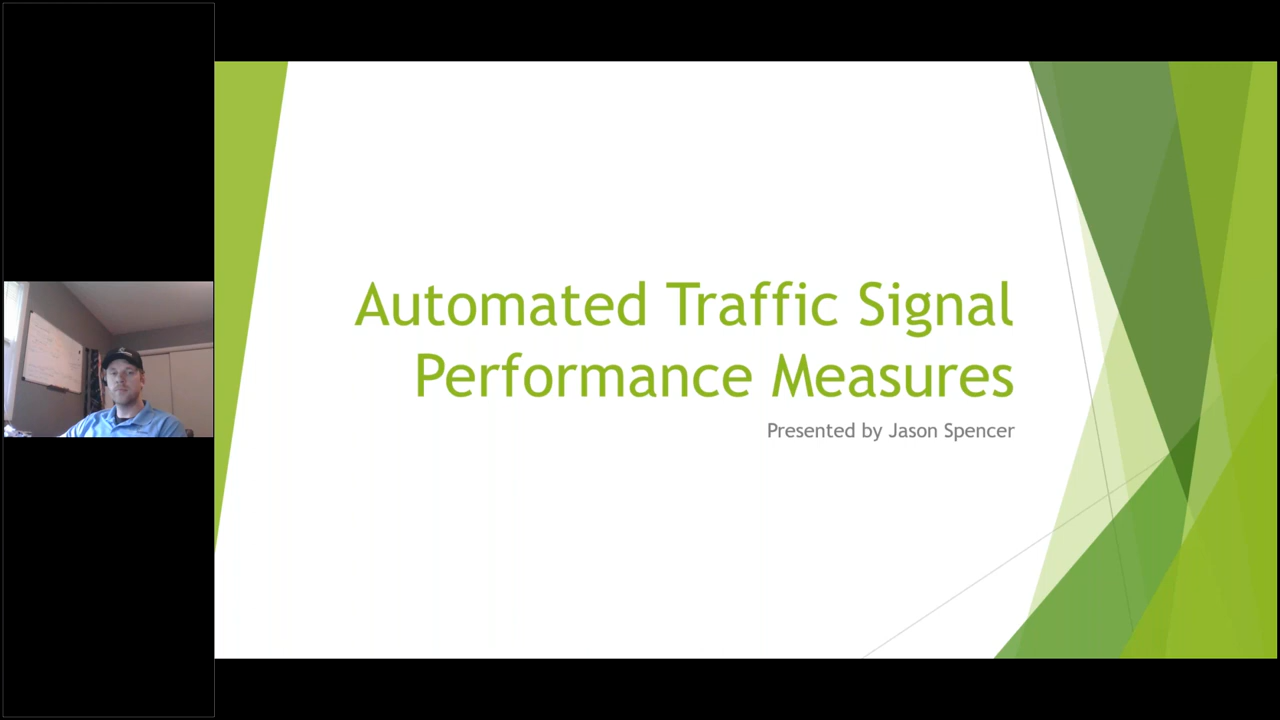 Automated Traffic Signal
Performance Measures
Presented by Jason Spencer